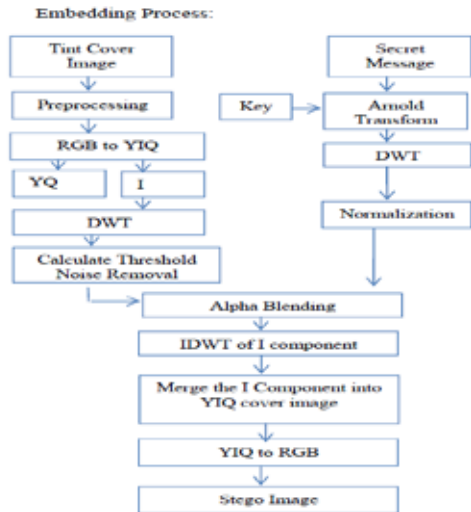 Embedding Process:
Tint Cover
Image
Secret
Message
Preprocessing
Key
Arnold
Transform
RGB to YIQ
DWT
YQ
I
DWT
Normalization
Calculate Threshold
Noise Removal
Alpha Blending
IDWT of I component
Merge the I Component into
YIQ cover image
YIQ to RGB
Stego Image